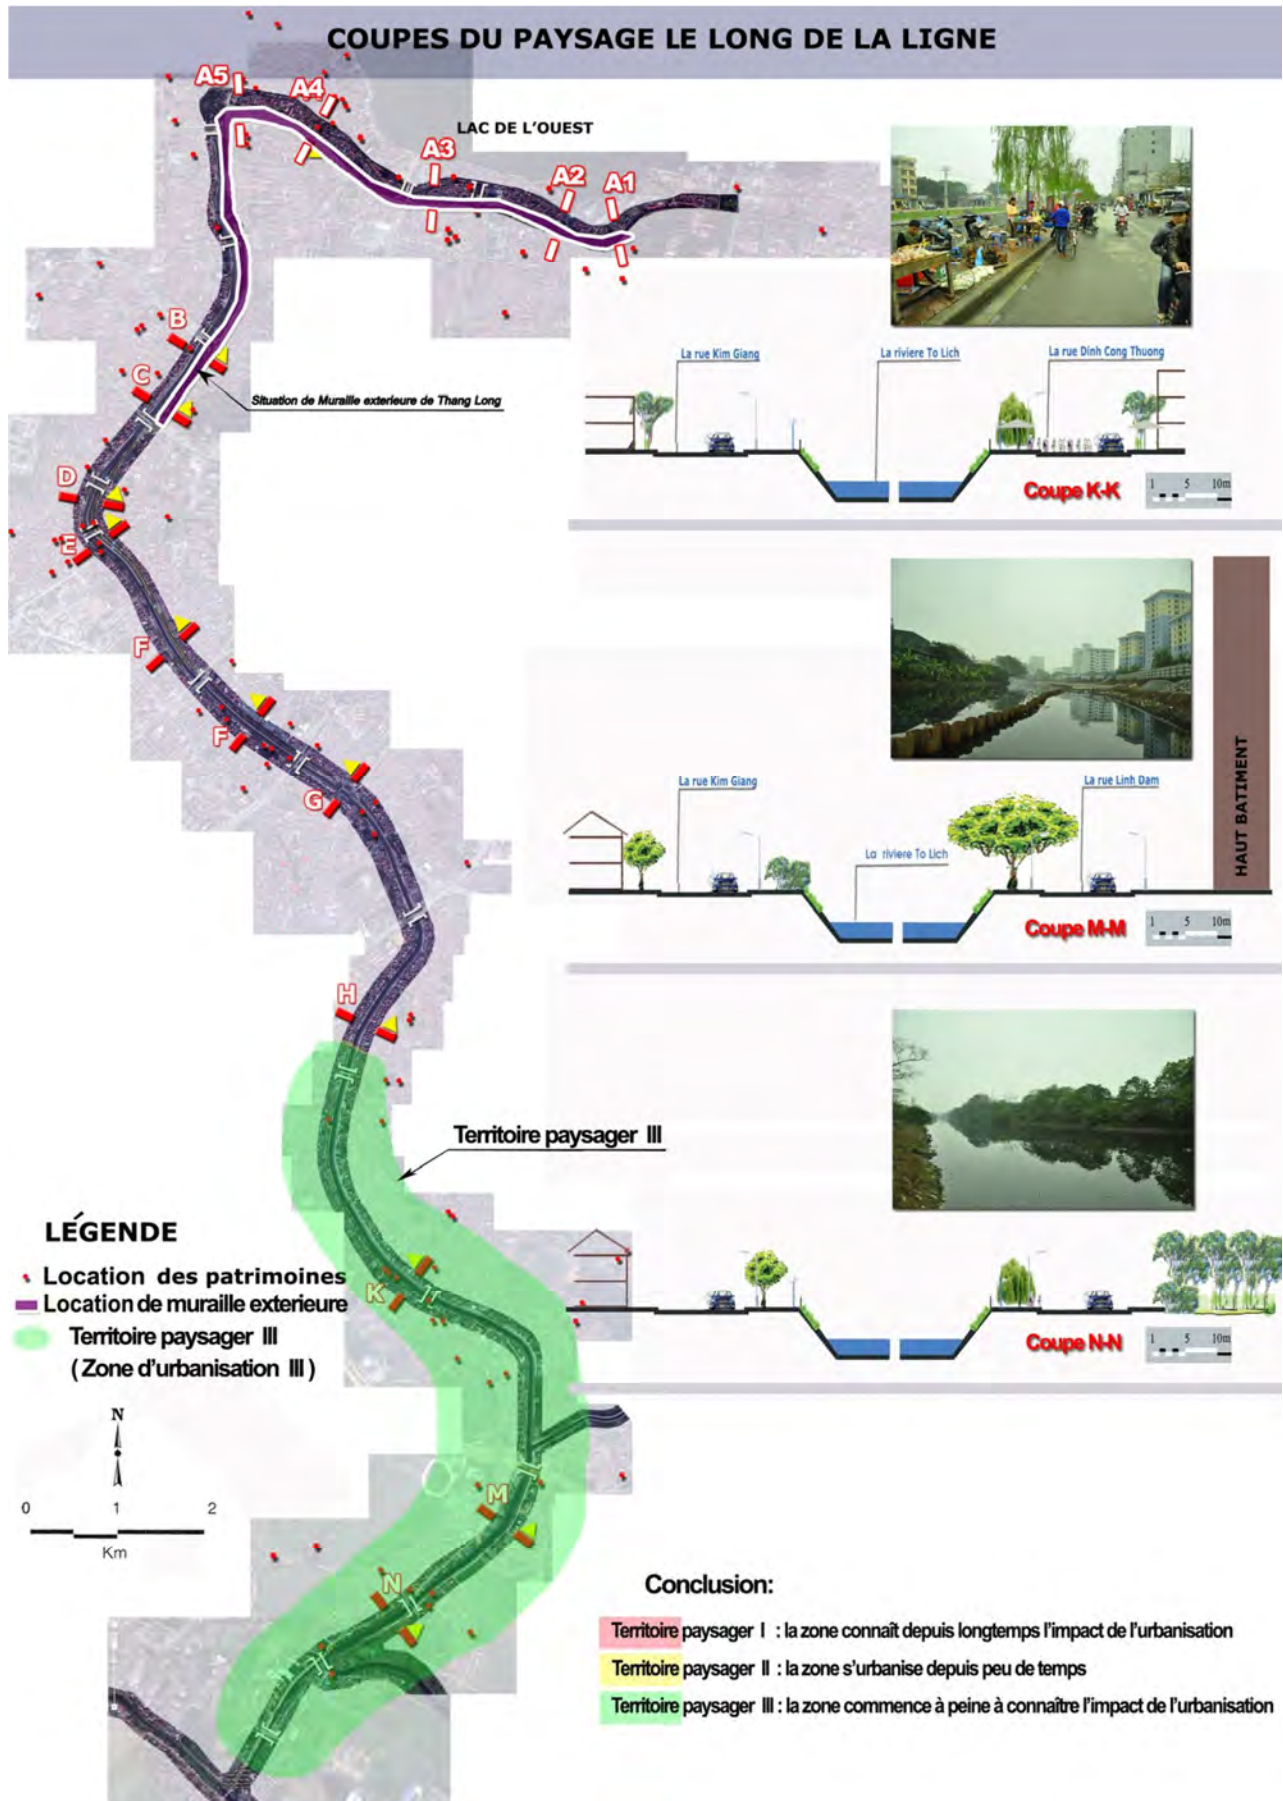 COUPES DU PAYSAGE LE LONG DE LA LIGNE
A5
A4
LAC DE L'OUEST
A3
A2
A1
B
C
Situation de Muraille exterieure de Thang Long
D
E
F
F
G
H
La rue Kim Giang
La riviere To Lich
La rue Dinh Cong Thuong
Coupe K-K
1 5 10m
La rue Kim Giang
La riviere To Lich
La rue Linh Dam
HAUT BATIMENT
Coupe M-M
1 5 10m
Territoire paysager III
K
Coupe N-N
1 5 10m
M
N
LÉGENDE
Location des patrimoines
Location de muraille exterieure
Territoire paysager III
( Zone d'urbanisation III )
N
0 1 2
Km
Conclusion:
Territoire paysager I : la zone connaît depuis longtemps l'impact de l'urbanisation
Territoire paysager II : la zone s'urbanise depuis peu de temps
Territoire paysager III : la zone commence à peine à connaître l'impact de l'urbanisation